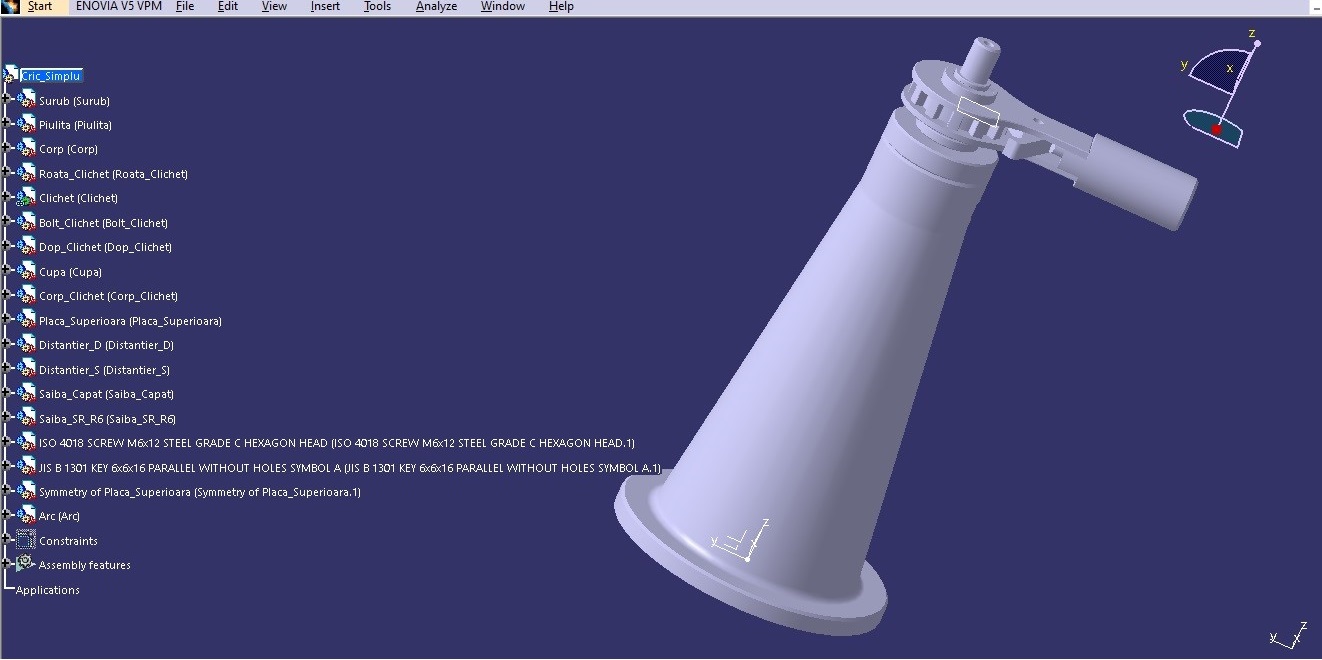 Start ENOVIA V5 VPM File Edit View Insert Tools Analyze Window Help
Cric_Simplu
Surub (Surub)
Piulita (Piulita)
Corp (Corp)
Roata_Clichet (Roata_Clichet)
Clichet (Clichet)
Bolt_Clichet (Bolt_Clichet)
Dop_Clichet (Dop_Clichet)
Cupa (Cupa)
Corp_Clichet (Corp_Clichet)
Placa_Superioara (Placa_Superioara)
Distantier_D (Distantier_D)
Distantier_S (Distantier_S)
Saiba_Capat (Saiba_Capat)
Saiba_SR_R6 (Saiba_SR_R6)
ISO 4018 SCREW M6x12 STEEL GRADE C HEXAGON HEAD (ISO 4018 SCREW M6x12 STEEL GRADE C HEXAGON HEAD.1)
JIS B 1301 KEY 6x6x16 PARALLEL WITHOUT HOLES SYMBOL A (JIS B 1301 KEY 6x6x16 PARALLEL WITHOUT HOLES SYMBOL A.1)
Symmetry of Placa_Superioara (Symmetry of Placa_Superioara.1)
Arc (Arc)
Constraints
Assembly features
Applications
z
y
x
z
y
x
z
y
x